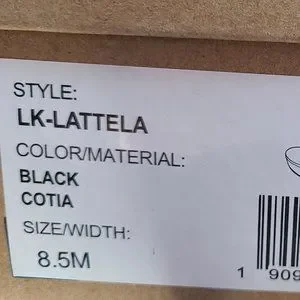 STYLE:
LK-LATTELA
COLOR/MATERIAL:
BLACK
COTIA
SIZE/WIDTH:
8.5M
1 909